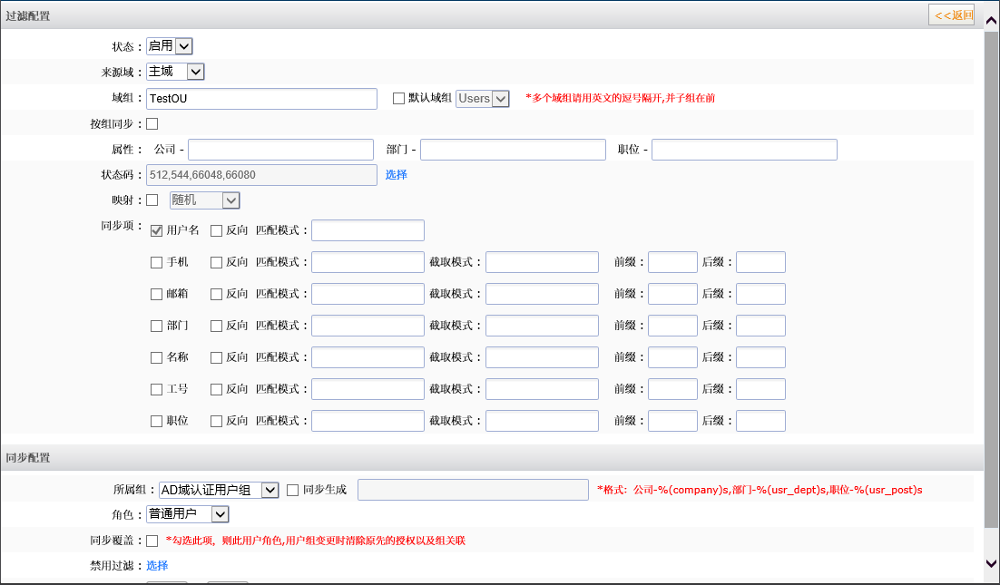 过滤配置 <<返回
状态： 启用
来源域： 主域
域组： TestOU 默认域组 Users *多个域组请用英文的逗号隔开,并子组在前
按组同步：
属性： 公司 - 部门 - 职位 -
状态码： 512,544,66048,66080 选择
映射： 随机
同步项： 用户名 反向 匹配模式：
手机 反向 匹配模式： 截取模式： 前缀： 后缀：
邮箱 反向 匹配模式： 截取模式： 前缀： 后缀：
部门 反向 匹配模式： 截取模式： 前缀： 后缀：
名称 反向 匹配模式： 截取模式： 前缀： 后缀：
工号 反向 匹配模式： 截取模式： 前缀： 后缀：
职位 反向 匹配模式： 截取模式： 前缀： 后缀：
同步配置
所属组： AD域认证用户组 同步生成 *格式：公司-%(company)s,部门-%(usr_dept)s,职位-%(usr_post)s
角色： 普通用户
同步覆盖： *勾选此项，则此用户角色,用户组变更时清除原先的授权以及组关联
禁用过滤： 选择